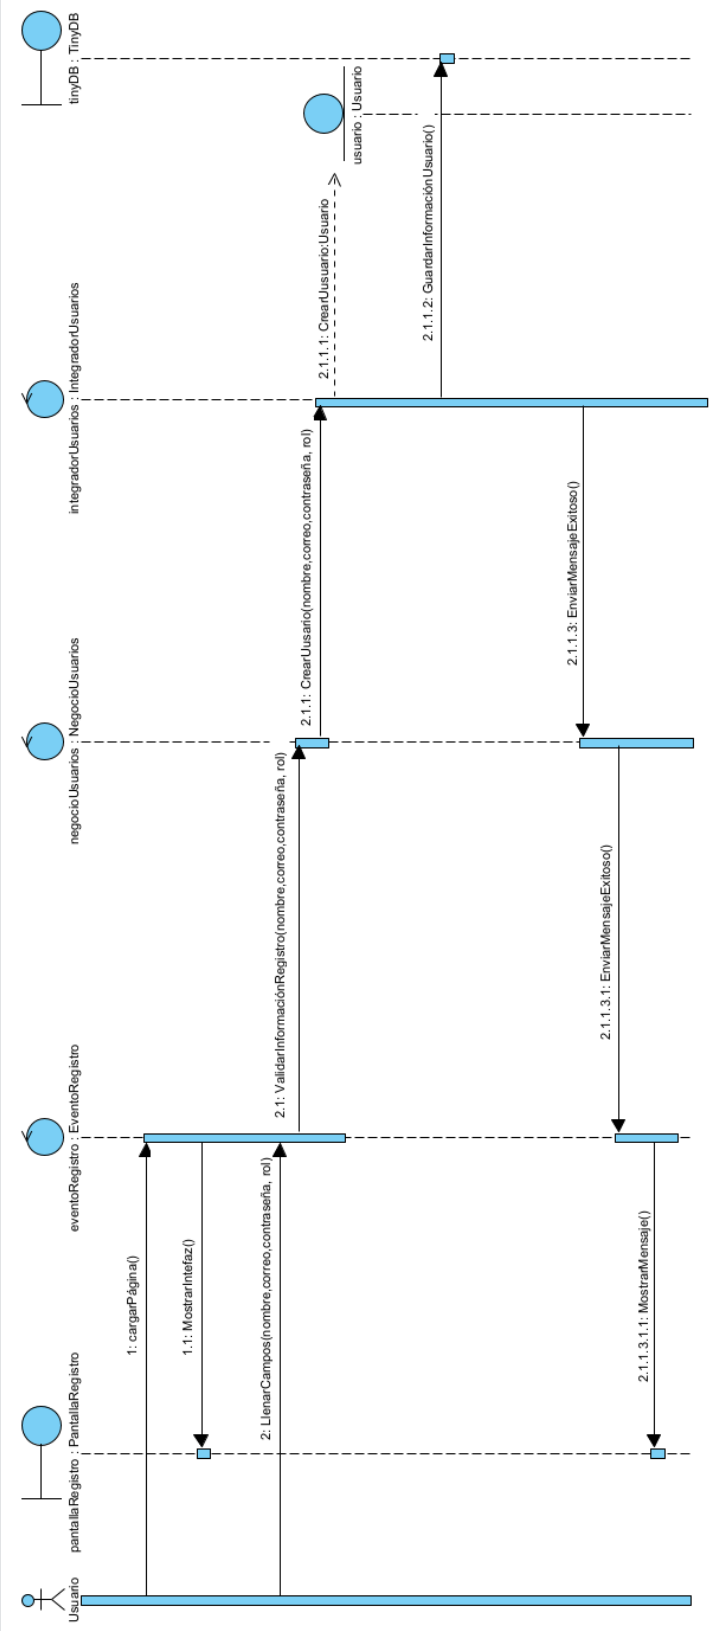 Usuario
pantallaRegistro : PantallaRegistro
eventoRegistro : EventoRegistro
negocioUsuarios : NegocioUsuarios
integradorUsuarios : IntegradorUsuarios
usuario : Usuario
tinyDB : TinyDB
1: cargarPágina()
1.1: MostrarIntefaz()
2: LlenarCampos(nombre,correo,contraseña, rol)
2.1: ValidarInformaciónRegistro(nombre,correo,contraseña, rol)
2.1.1: CrearUusario(nombre,correo,contraseña, rol)
2.1.1.1: CrearUusuario:Usuario
2.1.1.2: GuardarInformaciónUsuario()
2.1.1.3: EnviarMensajeExitoso()
2.1.1.3.1: EnviarMensajeExitoso()
2.1.1.3.1.1: MostrarMensaje()